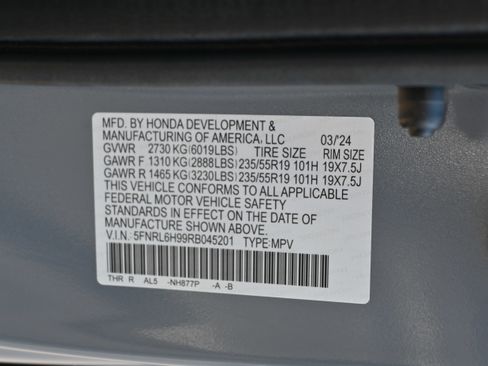 MFD. BY HONDA DEVELOPMENT &
MANUFACTURING OF AMERICA, LLC 03/'24
GVWR 2730 KG(6019LBS) TIRE SIZE RIM SIZE
GAWR F 1310 KG(2888LBS) 235/55R19 101H 19X7.5J
GAWR R 1465 KG(3230LBS) 235/55R19 101H 19X7.5J
THIS VEHICLE CONFORMS TO ALL APPLICABLE
FEDERAL MOTOR VEHICLE SAFETY
STANDARDS IN EFFECT ON THE DATE OF
MANUFACTURE SHOWN ABOVE.
V.I.N.: 5FNRL6H99RB045201 TYPE:MPV
THR R AL5 -NH877P -A -B